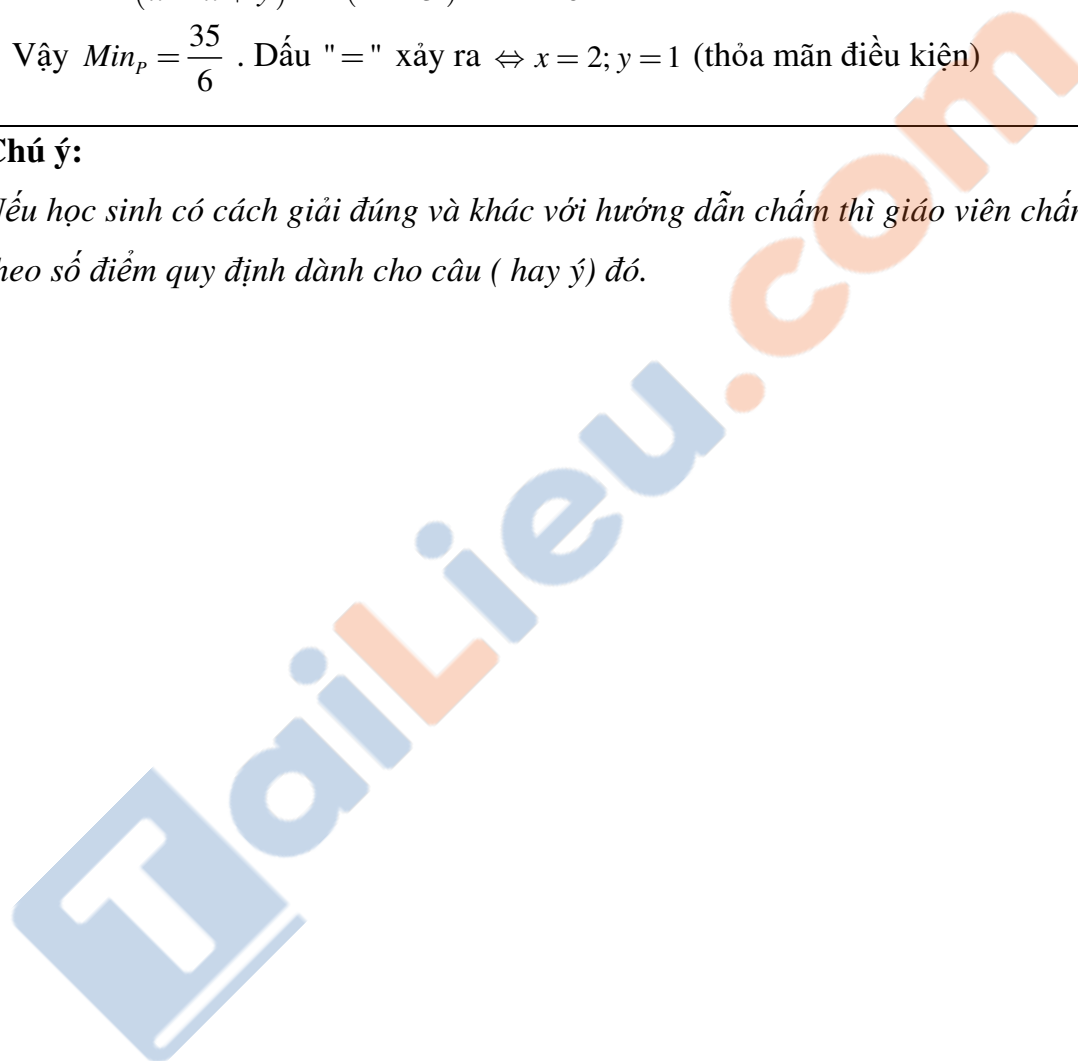 Vậy Min_P = 35/6 . Dấu "=" xảy ra ⇔ x = 2; y = 1 (thỏa mãn điều kiện)
Chú ý:
Nếu học sinh có cách giải đúng và khác với hướng dẫn chấm thì giáo viên
theo số điểm quy định dành cho câu ( hay ý) đó.
TaiLieu.com